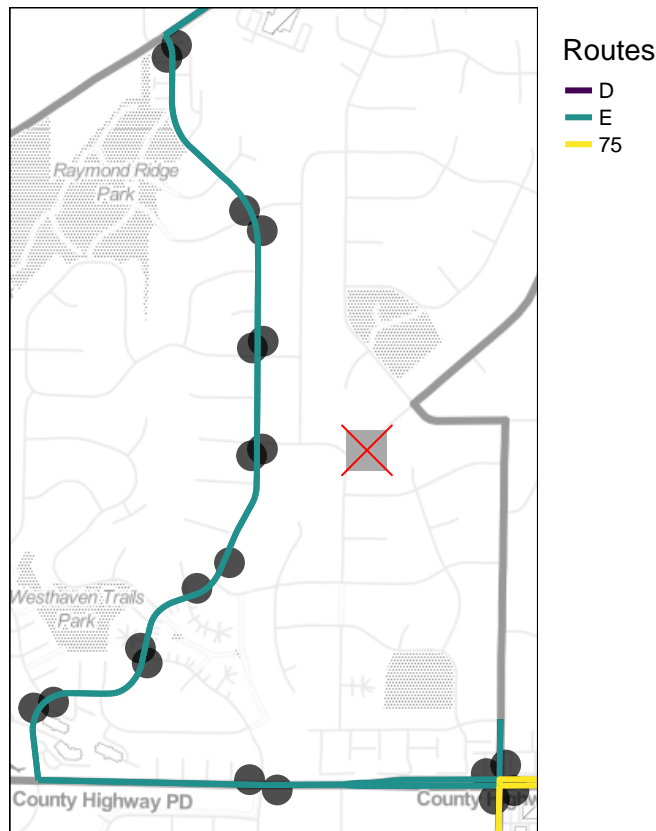 Routes
D
E
75
Raymond Ridge
Park
Westhaven Trails
Park
County Highway PD
County